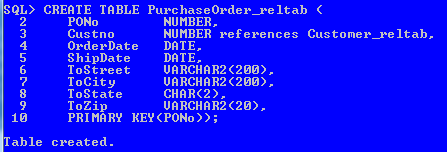 SQL> CREATE TABLE PurchaseOrder_reltab (
2 PONo NUMBER,
3 Custno NUMBER references Customer_reltab,
4 OrderDate DATE,
5 ShipDate DATE,
6 ToStreet VARCHAR2(200),
7 ToCity VARCHAR2(200),
8 ToState CHAR(2),
9 ToZip VARCHAR2(20),
10 PRIMARY KEY(PONo));
Table created.